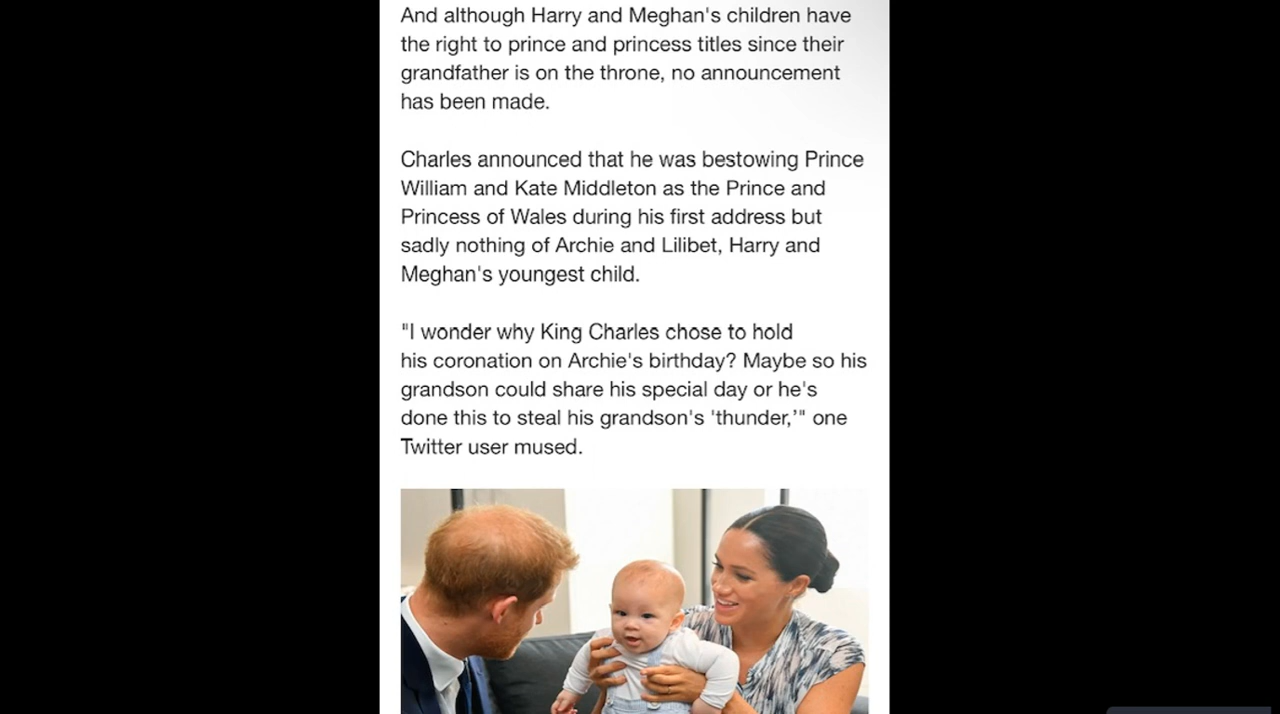 And although Harry and Meghan's children have
the right to prince and princess titles since their
grandfather is on the throne, no announcement
has been made.
Charles announced that he was bestowing Prince
William and Kate Middleton as the Prince and
Princess of Wales during his first address but
sadly nothing of Archie and Lilibet, Harry and
Meghan's youngest child.
"I wonder why King Charles chose to hold
his coronation on Archie's birthday? Maybe so his
grandson could share his special day or he's
done this to steal his grandson's 'thunder,’" one
Twitter user mused.